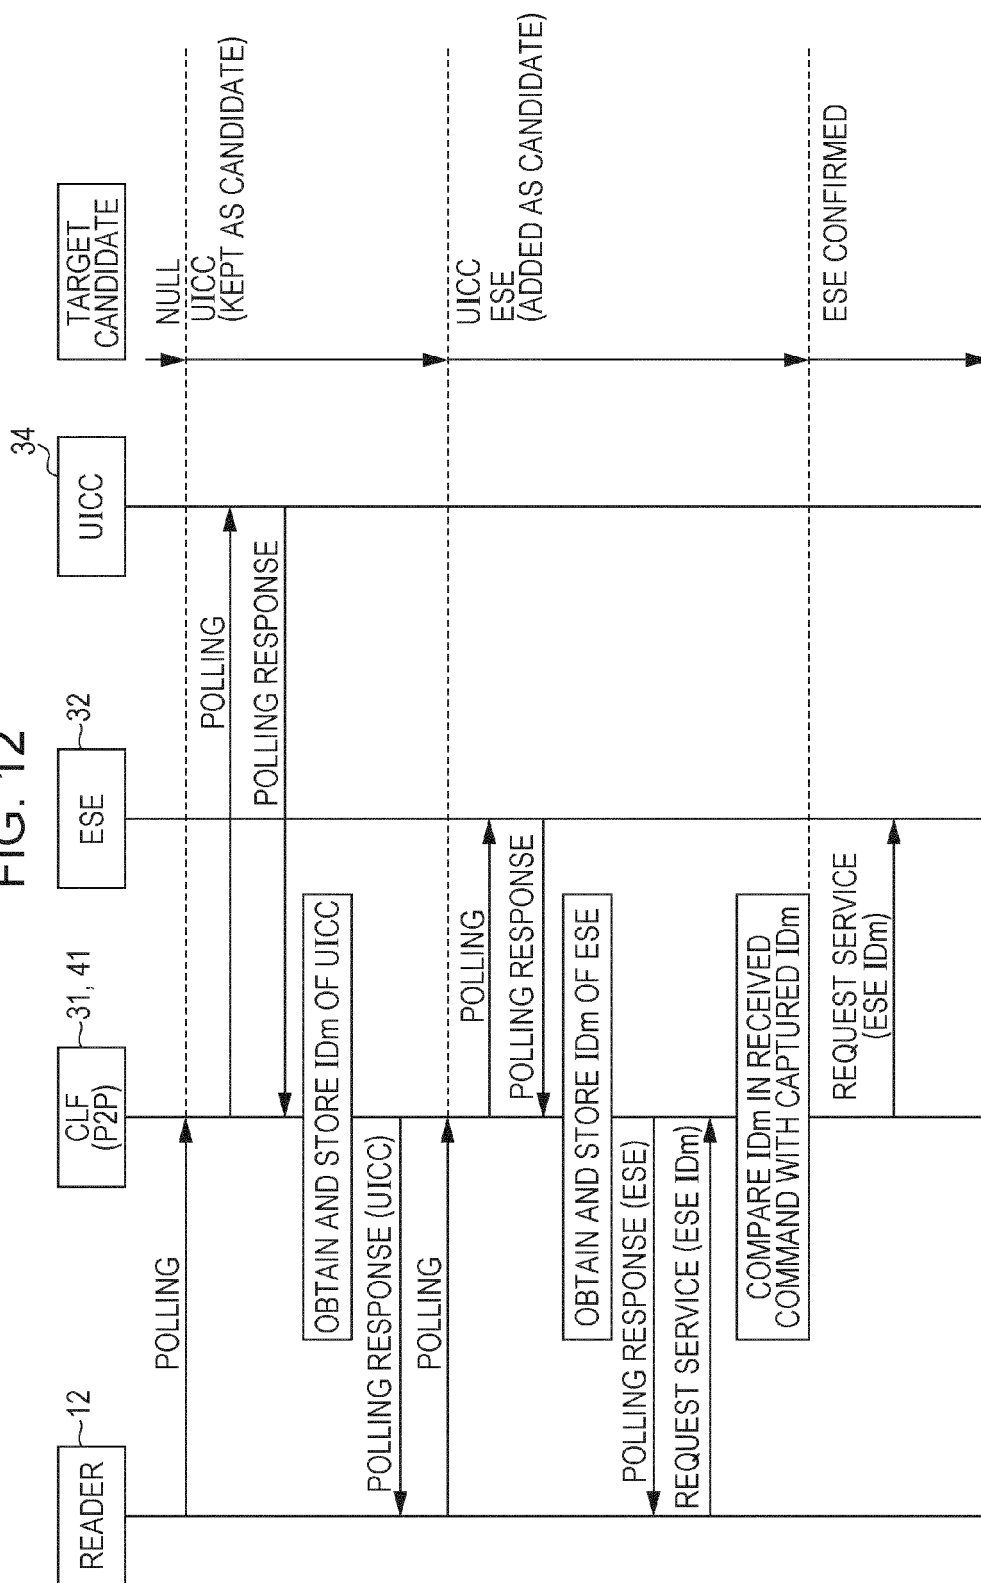 FIG. 12
READER
12
CLF
(P2P)
31, 41
ESE
32
UICC
34
TARGET
CANDIDATE
POLLING
NULL
UICC
(KEPT AS CANDIDATE)
POLLING
POLLING RESPONSE
OBTAIN AND STORE IDm OF UICC
POLLING RESPONSE (UICC)
POLLING
UICC
ESE
(ADDED AS CANDIDATE)
POLLING
POLLING RESPONSE
OBTAIN AND STORE IDm OF ESE
POLLING RESPONSE (ESE)
REQUEST SERVICE (ESE IDm)
COMPARE IDm IN RECEIVED
COMMAND WITH CAPTURED IDm
ESE CONFIRMED
REQUEST SERVICE
(ESE IDm)